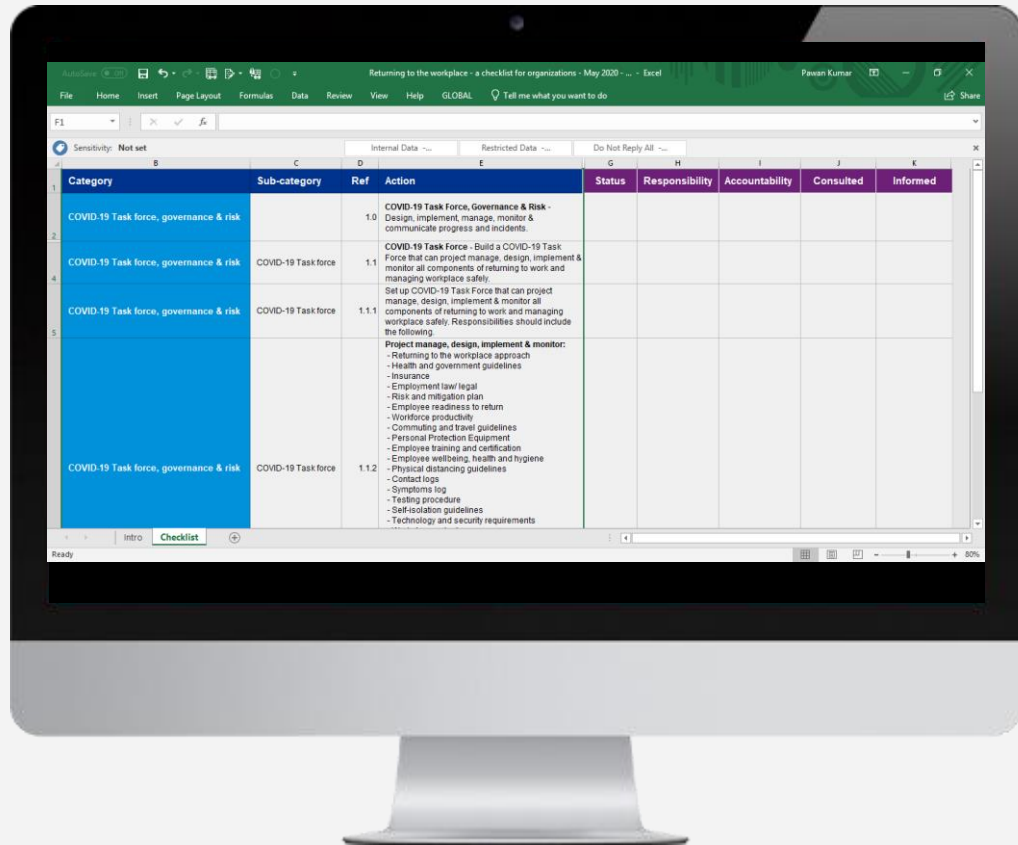 AutoSave Off Returning to the workplace - a checklist for organizations - May 2020 - ... - Excel Pawan Kumar
File Home Insert Page Layout Formulas Data Review View Help GLOBAL Tell me what you want to do Share
F1 fx
Sensitivity: Not set Internal Data -... Restricted Data -... Do Not Reply All -...
B C D E G H I J K
1 Category Sub-category Ref Action Status Responsibility Accountability Consulted Informed
2 COVID-19 Task force, governance & risk 1.0
COVID-19 Task Force, Governance & Risk -
Design, implement, manage, monitor &
communicate progress and incidents.
4 COVID-19 Task force, governance & risk COVID-19 Task force 1.1
COVID-19 Task Force - Build a COVID-19 Task
Force that can project manage, design, implement &
monitor all components of returning to work and
managing workplace safely.
5 COVID-19 Task force, governance & risk COVID-19 Task force 1.1.1
Set up COVID-19 Task Force that can project
manage, design, implement & monitor all
components of returning to work and managing
workplace safely. Responsibilities should include
the following.
COVID-19 Task force, governance & risk COVID-19 Task force 1.1.2
Project manage, design, implement & monitor:
- Returning to the workplace approach
- Health and government guidelines
- Insurance
- Employment law/ legal
- Risk and mitigation plan
- Employee readiness to return
- Workforce productivity
- Commuting and travel guidelines
- Personal Protection Equipment
- Employee training and certification
- Employee wellbeing, health and hygiene
- Physical distancing guidelines
- Contact logs
- Symptoms log
- Testing procedure
- Self-isolation guidelines
- Technology and security requirements
Intro Checklist
Ready 80%